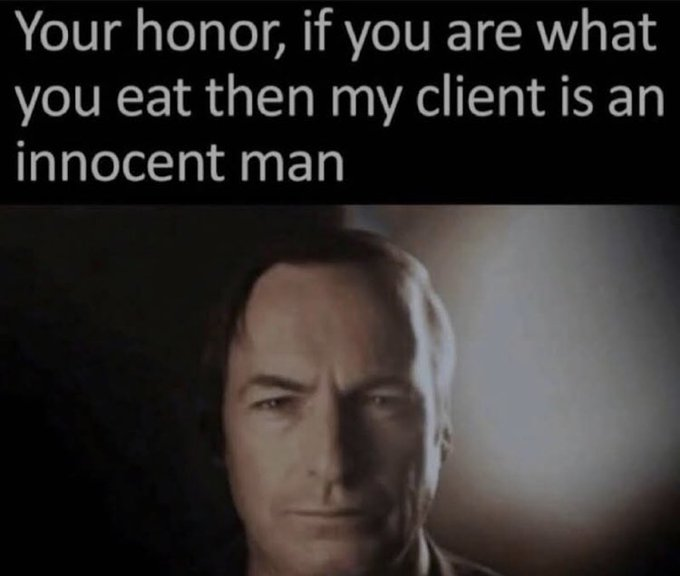 Your honor, if you are what
you eat then my client is an
innocent man